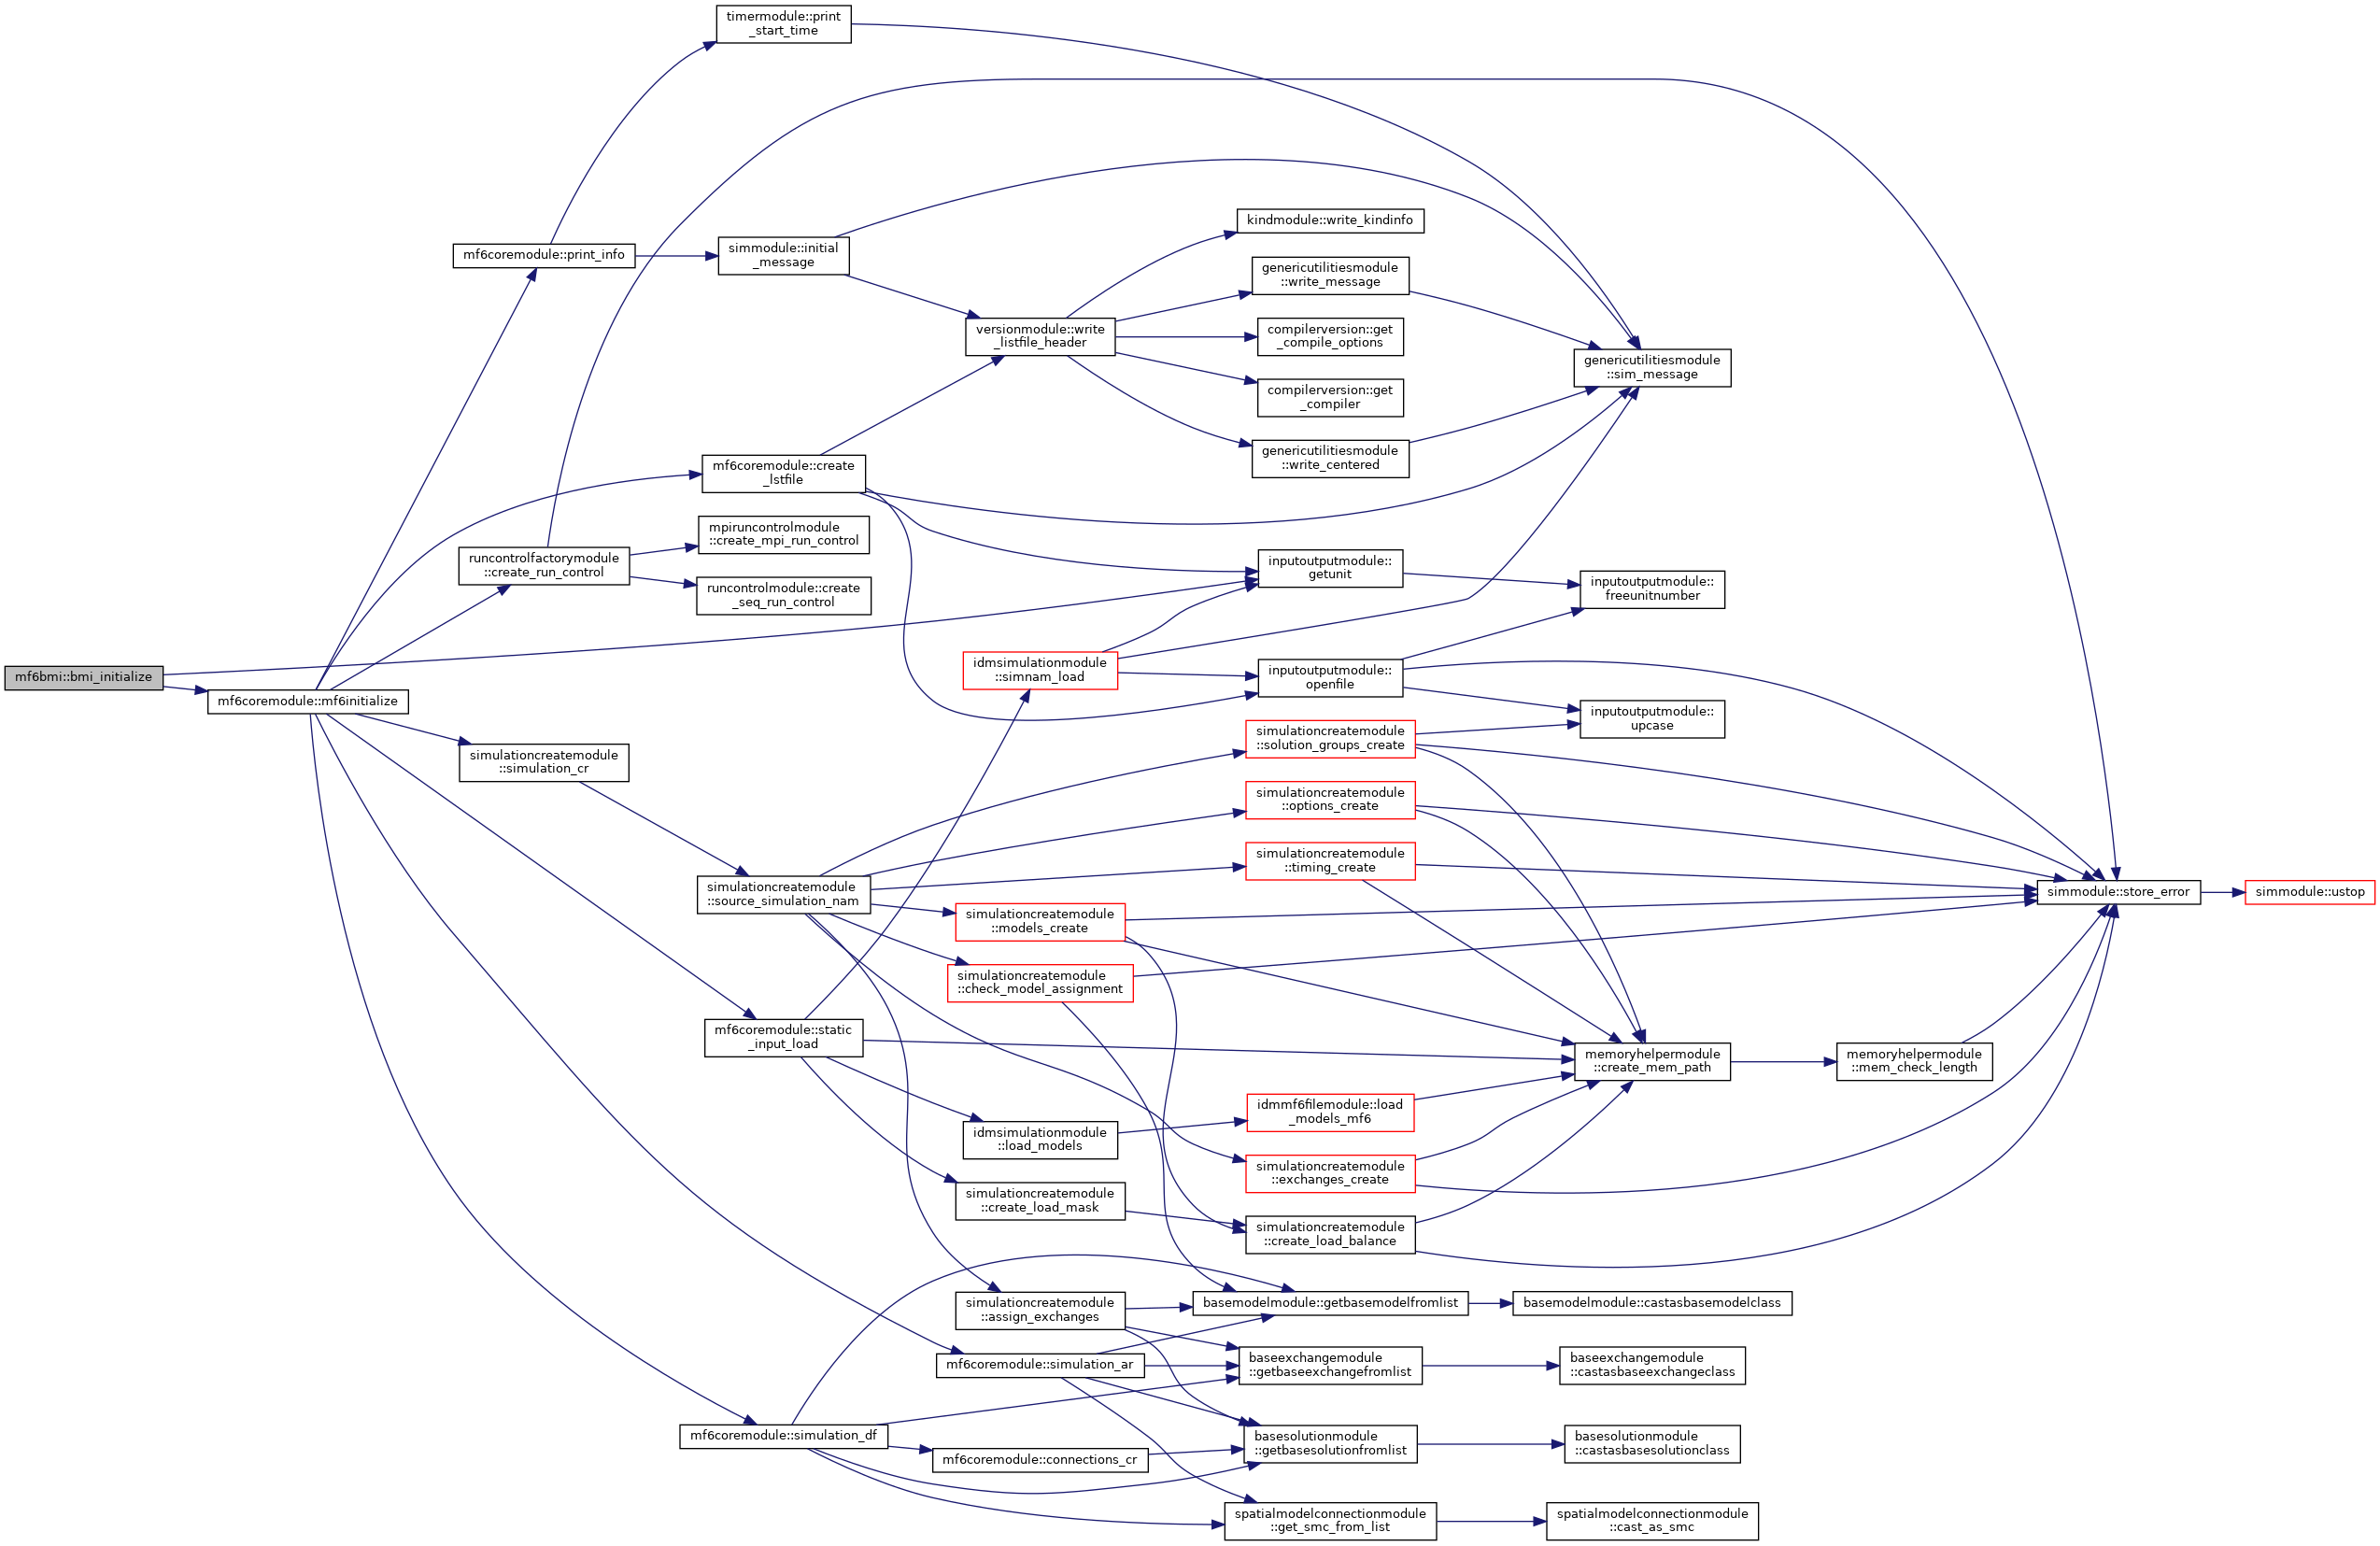 timermodule::print
_start_time
kindmodule::write_kindinfo
mf6coremodule::print_info
simmodule::initial
_message
genericutilitiesmodule
::write_message
versionmodule::write
_listfile_header
compilerversion::get
_compile_options
genericutilitiesmodule
::sim_message
compilerversion::get
_compiler
genericutilitiesmodule
::write_centered
mf6coremodule::create
_lstfile
mpiruncontrolmodule
::create_mpi_run_control
runcontrolfactorymodule
::create_run_control
inputoutputmodule::
getunit
runcontrolmodule::create
_seq_run_control
inputoutputmodule::
freeunitnumber
mf6bmi::bmi_initialize
mf6coremodule::mf6initialize
idmsimulationmodule
::simnam_load
inputoutputmodule::
openfile
inputoutputmodule::
upcase
simulationcreatemodule
::solution_groups_create
simulationcreatemodule
::simulation_cr
simulationcreatemodule
::options_create
simulationcreatemodule
::timing_create
simulationcreatemodule
::source_simulation_nam
simmodule::store_error
simmodule::ustop
simulationcreatemodule
::models_create
simulationcreatemodule
::check_model_assignment
mf6coremodule::static
_input_load
memoryhelpermodule
::create_mem_path
memoryhelpermodule
::mem_check_length
idmmf6filemodule::load
_models_mf6
idmsimulationmodule
::load_models
simulationcreatemodule
::exchanges_create
simulationcreatemodule
::create_load_mask
simulationcreatemodule
::create_load_balance
simulationcreatemodule
::assign_exchanges
basemodelmodule::getbasemodelfromlist
basemodelmodule::castasbasemodelclass
mf6coremodule::simulation_ar
baseexchangemodule
::getbaseexchangefromlist
baseexchangemodule
::castasbaseexchangeclass
mf6coremodule::simulation_df
mf6coremodule::connections_cr
basesolutionmodule
::getbasesolutionfromlist
basesolutionmodule
::castasbasesolutionclass
spatialmodelconnectionmodule
::get_smc_from_list
spatialmodelconnectionmodule
::cast_as_smc